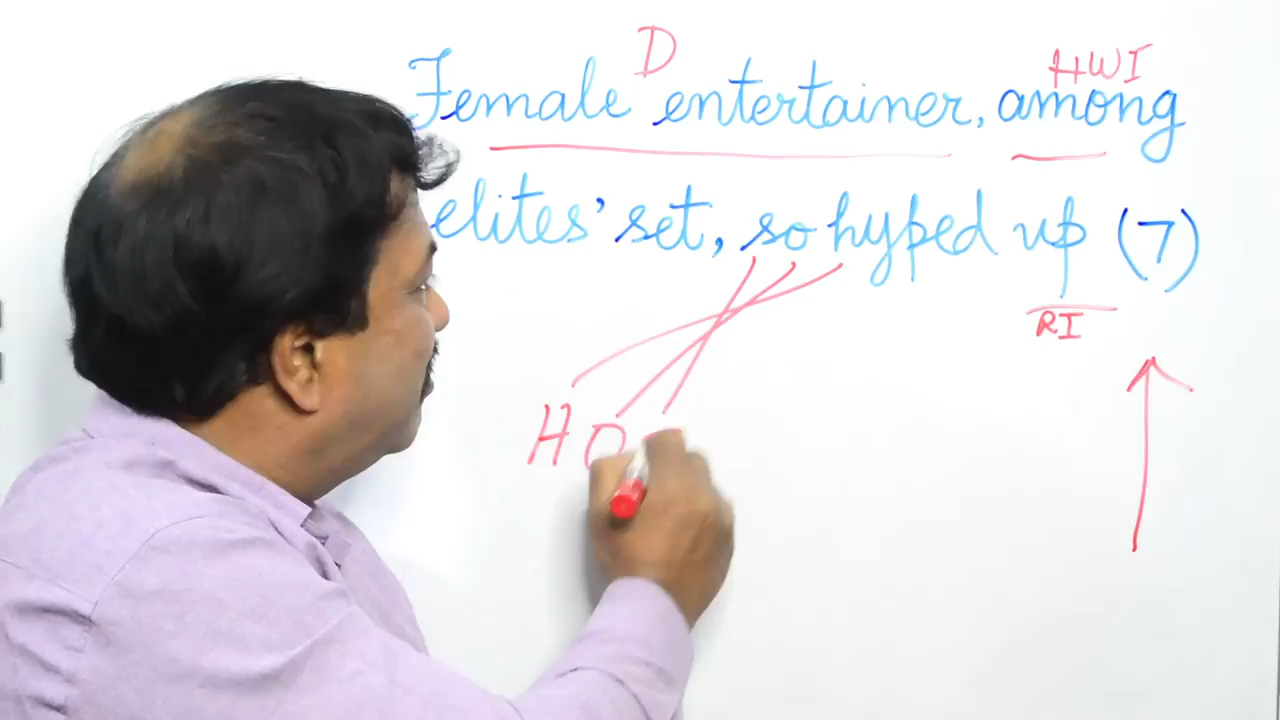 D
HWI
Female entertainer, among
elites' set, so hyped up (7)
RI
HO